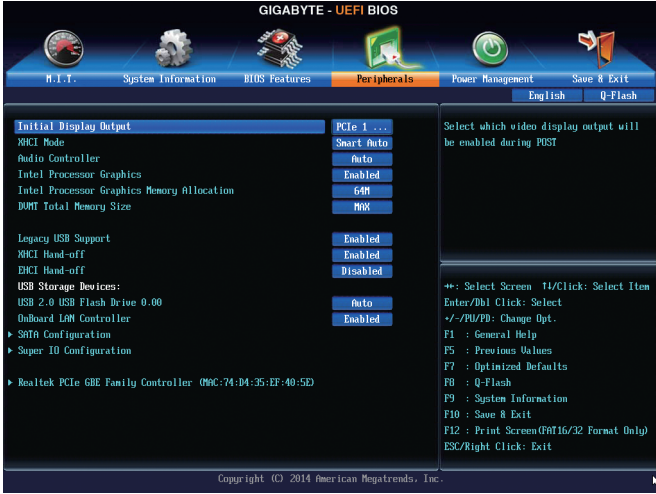 GIGABYTE - UEFI BIOS
M.I.T. System Information BIOS Features Peripherals Power Management Save & Exit
English Q-Flash
Initial Display Output PCIe 1 ...
XHCI Mode Smart Auto
Audio Controller Auto
Intel Processor Graphics Enabled
Intel Processor Graphics Memory Allocation 64M
DVMT Total Memory Size MAX
Legacy USB Support Enabled
XHCI Hand-off Enabled
EHCI Hand-off Disabled
USB Storage Devices:
USB 2.0 USB Flash Drive 0.00 Auto
OnBoard LAN Controller Enabled
SATA Configuration
Super IO Configuration
Realtek PCIe GBE Family Controller (MAC:74:D4:35:EF:40:5E)
Select which video display output will
be enabled during POST
→←: Select Screen ↑↓/Click: Select Item
Enter/Dbl Click: Select
+/-/PU/PD: Change Opt.
F1 : General Help
F5 : Previous Values
F7 : Optimized Defaults
F8 : Q-Flash
F9 : System Information
F10 : Save & Exit
F12 : Print Screen(FAT16/32 Format Only)
ESC/Right Click: Exit
Copyright (C) 2014 American Megatrends, Inc.